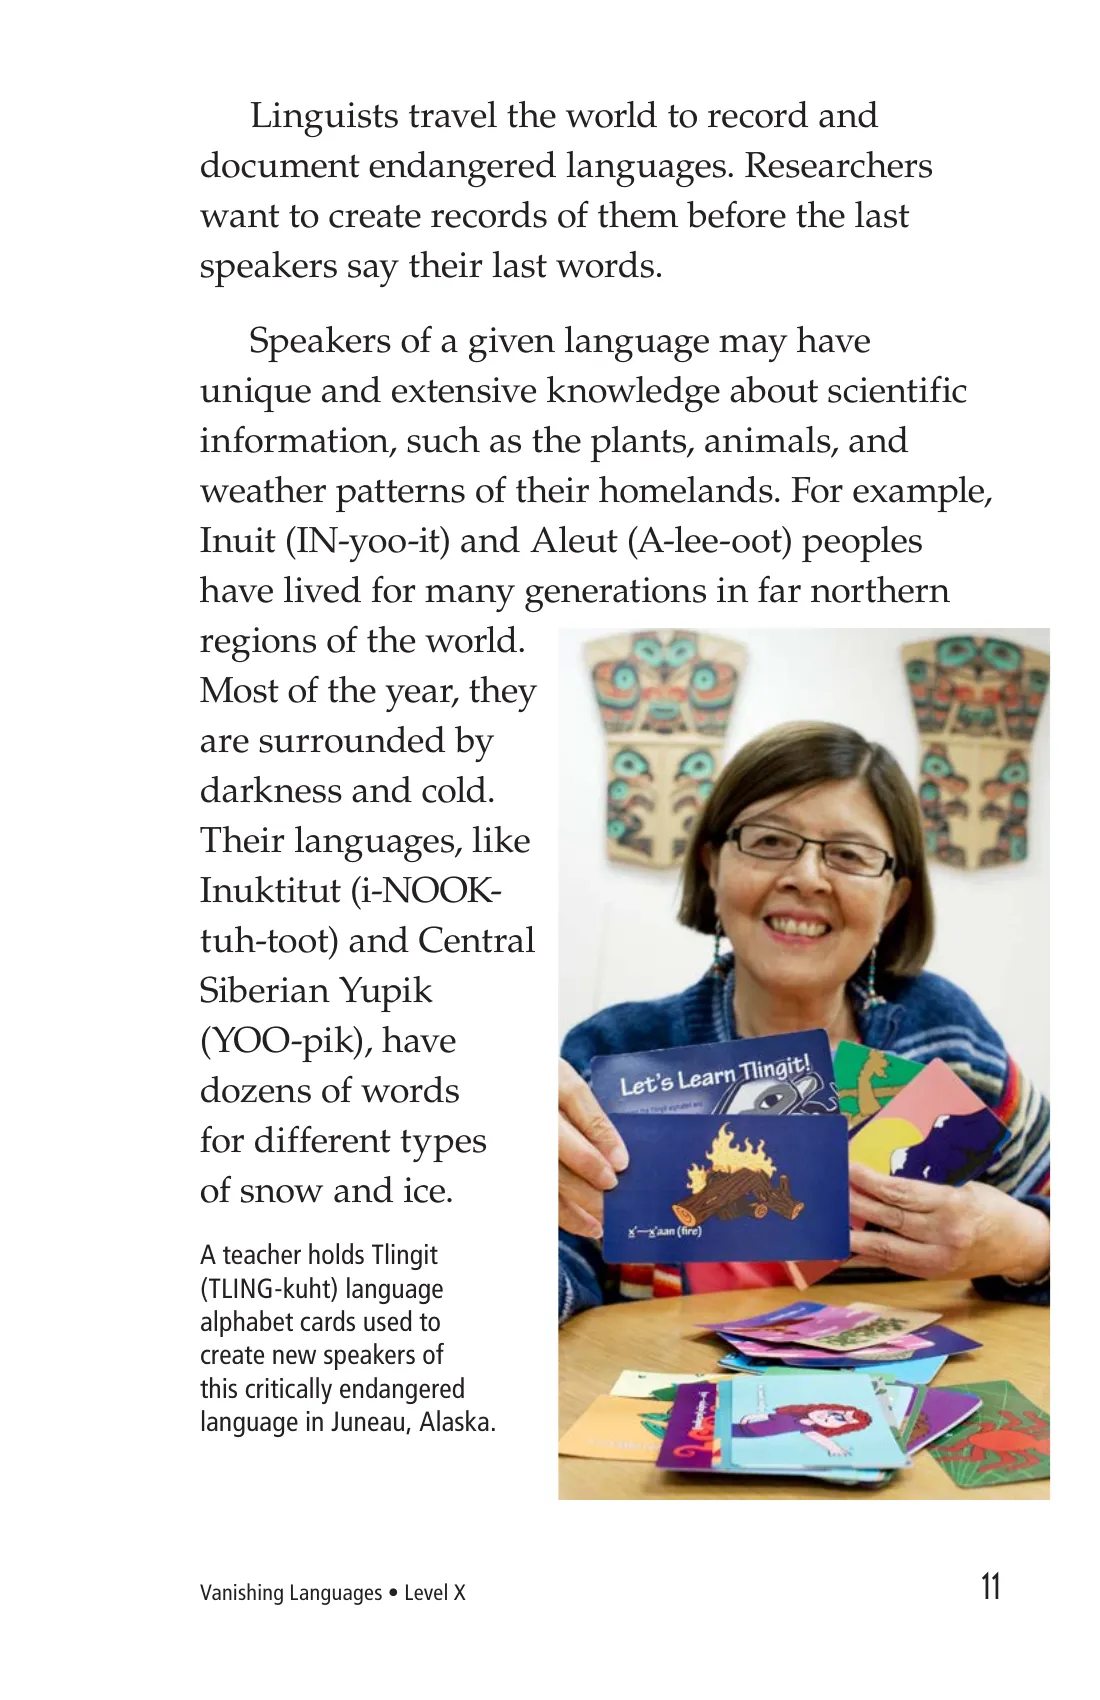 Linguists travel the world to record and
document endangered languages. Researchers
want to create records of them before the last
speakers say their last words.
Speakers of a given language may have
unique and extensive knowledge about scientific
information, such as the plants, animals, and
weather patterns of their homelands. For example,
Inuit (IN-yoo-it) and Aleut (A-lee-oot) peoples
have lived for many generations in far northern
regions of the world.
Most of the year, they
are surrounded by
darkness and cold.
Their languages, like
Inuktitut (i-NOOK-
tuh-toot) and Central
Siberian Yupik
(YOO-pik), have
dozens of words
for different types
of snow and ice.
A teacher holds Tlingit
(TLING-kuht) language
alphabet cards used to
create new speakers of
this critically endangered
language in Juneau, Alaska.
Let's Learn Tlingit!
x̲'—x̲'aan (fire)
Vanishing Languages • Level X
11